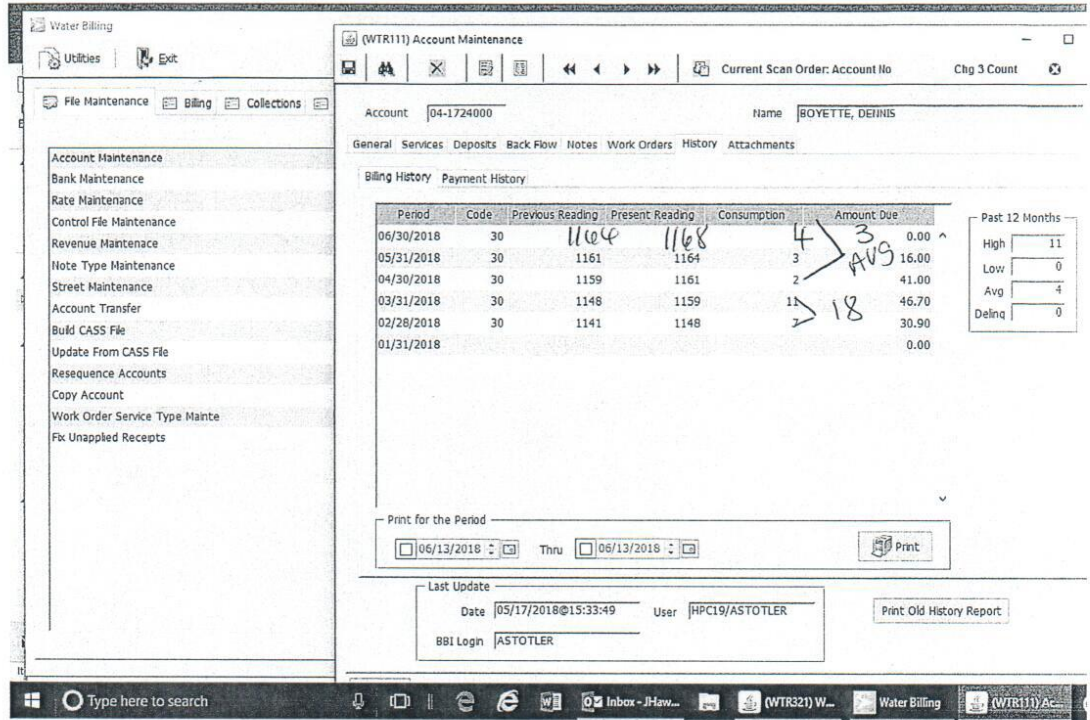 Water Billing
Utilities Exit
File Maintenance Billing Collections
Account Maintenance
Bank Maintenance
Rate Maintenance
Control File Maintenance
Revenue Maintenace
Note Type Maintenance
Street Maintenance
Account Transfer
Build CASS File
Update From CASS File
Resequence Accounts
Copy Account
Work Order Service Type Mainte
Fix Unapplied Receipts
(WTR111) Account Maintenance
Current Scan Order: Account No Chg 3 Count
Account 04-1724000 Name BOYETTE, DENNIS
General Services Deposits Back Flow Notes Work Orders History Attachments
Billing History Payment History
Period Code Previous Reading Present Reading Consumption Amount Due
06/30/2018 30 1164 1168 4 3 0.00
AVG
05/31/2018 30 1161 1164 3 16.00
04/30/2018 30 1159 1161 2 41.00
03/31/2018 30 1148 1159 11 46.70
18
02/28/2018 30 1141 1148 7 30.90
01/31/2018 0.00
Past 12 Months
High 11
Low 0
Avg 4
Delinq 0
Print for the Period
06/13/2018 Thru 06/13/2018 Print
Last Update
Date 05/17/2018@15:33:49 User HPC19/ASTOTLER
BBI Login ASTOTLER
Print Old History Report
Type here to search Inbox - JHaw... (WTR321) W... Water Billing (WTR111) Ac...